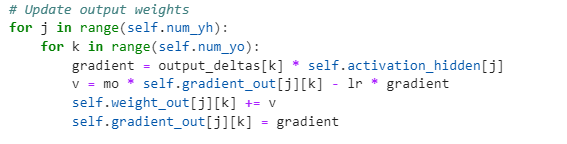 # Update output weights
for j in range(self.num_yh):
    for k in range(self.num_yo):
        gradient = output_deltas[k] * self.activation_hidden[j]
        v = mo * self.gradient_out[j][k] - lr * gradient
        self.weight_out[j][k] += v
        self.gradient_out[j][k] = gradient